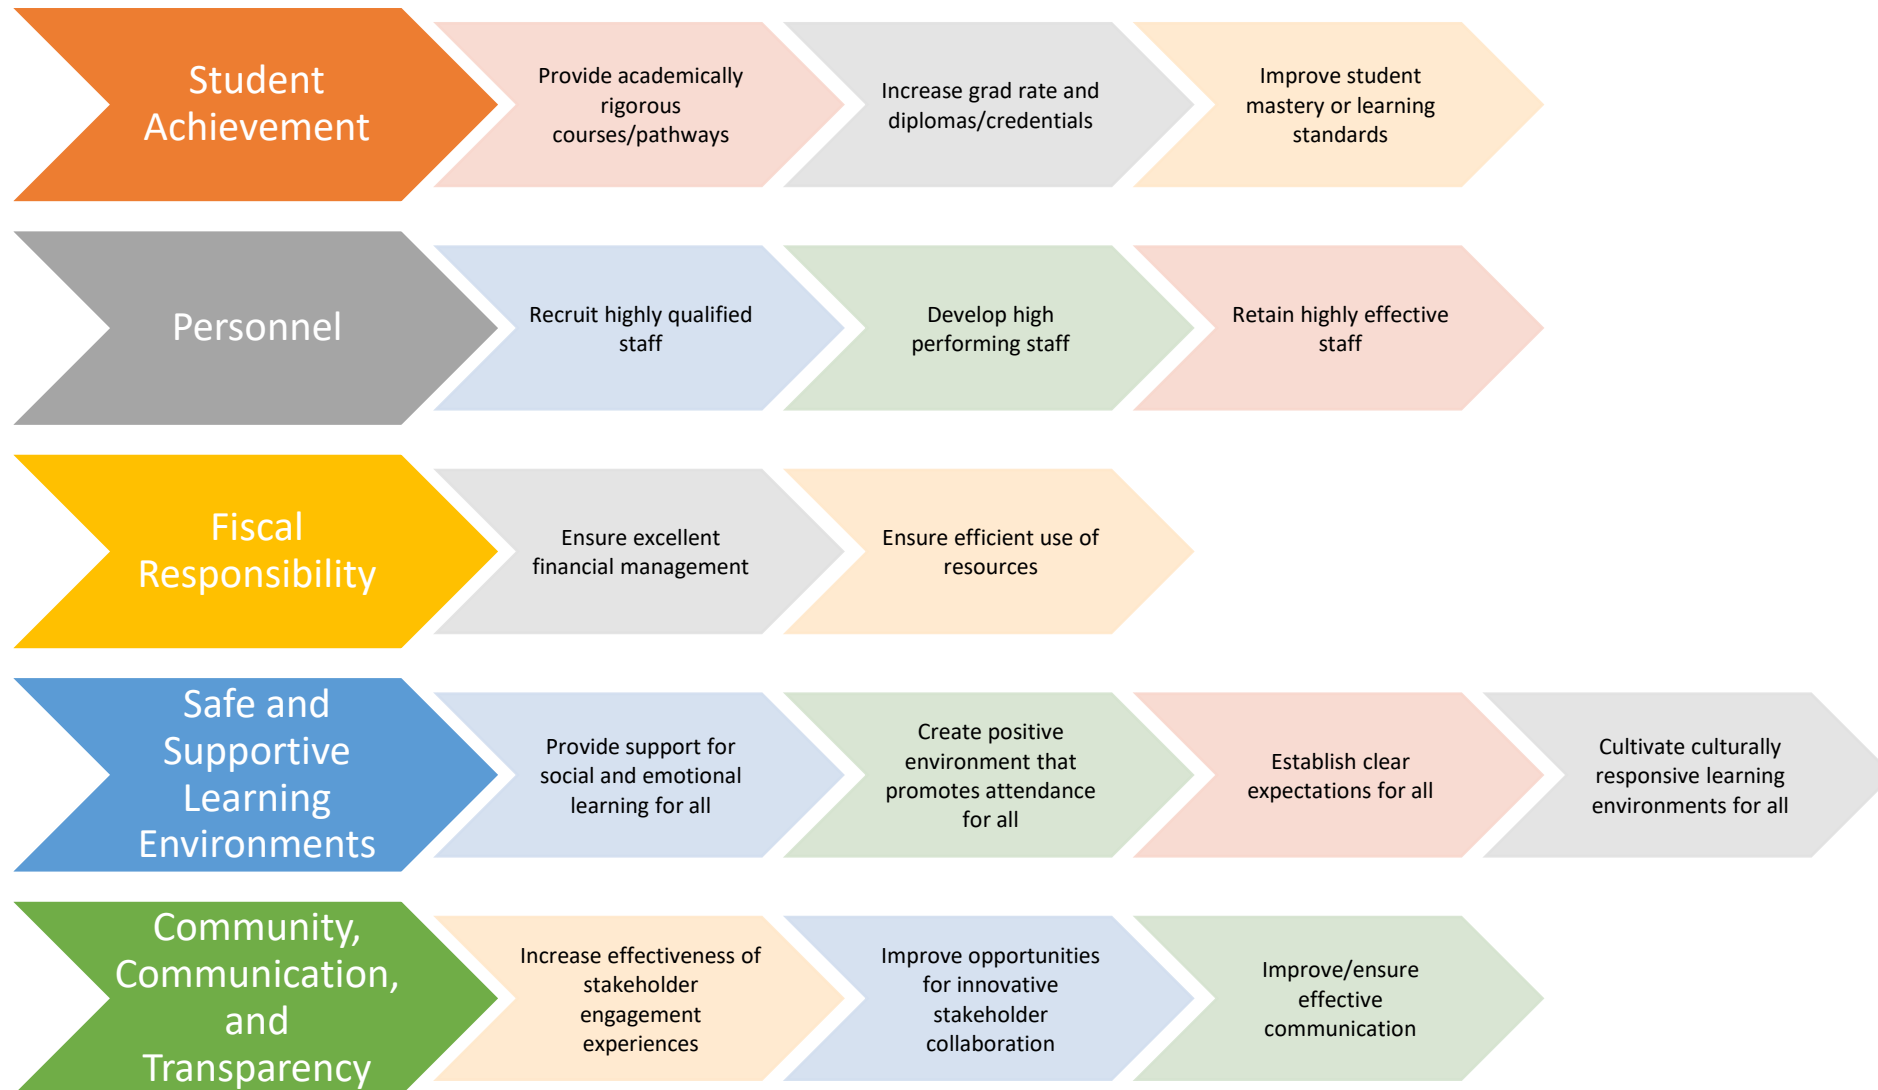 Student
Achievement
Provide academically
rigorous
courses/pathways
Increase grad rate and
diplomas/credentials
Improve student
mastery or learning
standards
Personnel
Recruit highly qualified
staff
Develop high
performing staff
Retain highly effective
staff
Fiscal
Responsibility
Ensure excellent
financial management
Ensure efficient use of
resources
Safe and
Supportive
Learning
Environments
Provide support for
social and emotional
learning for all
Create positive
environment that
promotes attendance
for all
Establish clear
expectations for all
Cultivate culturally
responsive learning
environments for all
Community,
Communication,
and
Transparency
Increase effectiveness of
stakeholder
engagement
experiences
Improve opportunities
for innovative
stakeholder
collaboration
Improve/ensure
effective
communication